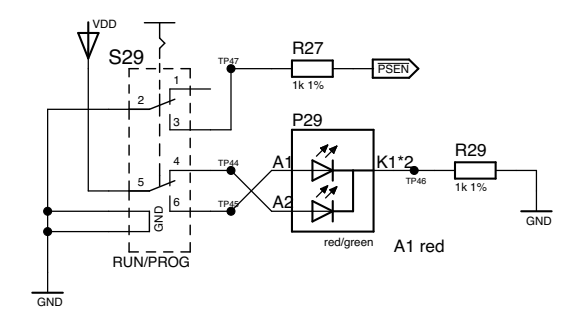 VDD
S29
TP47
R27
1k 1%
PSEN
1
2
3
P29
4
TP44
A1
K1*2
R29
TP46
1k 1%
5
6
TP45
A2
GND
GND
red/green
A1 red
RUN/PROG
GND